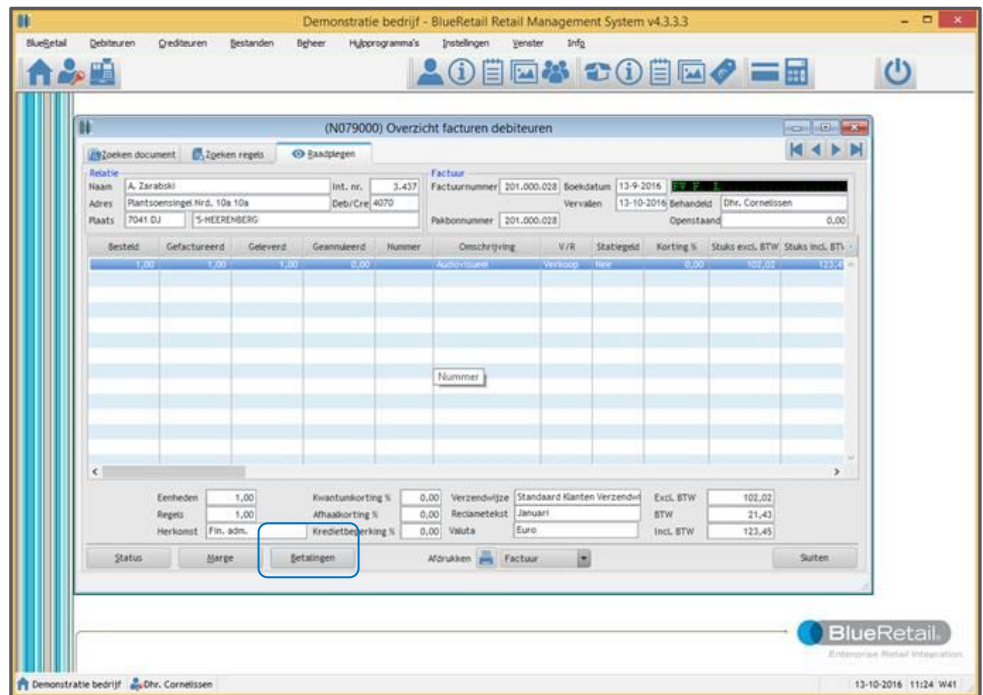 Demonstratie bedrijf - BlueRetail Retail Management System v4.3.3.3
BlueRetail Debiteuren Crediteuren Bestanden Beheer Hulpprogramma's Instellingen Venster Info
(N079000) Overzicht facturen debiteuren
Zoeken document Zoeken regels Raadplegen
Relatie Factuur
Naam A. Zarabski Int. nr. 3.437 Factuurnummer 201.000.028 Boekdatum 13-9-2016 FV F L
Adres Plantsoensingel Nrd, 10a 10a Deb/Cre 4070 Vervallen 13-10-2016 Behandeld Dhr. Cornelissen
Plaats 7041 DJ 'S-HEERENBERG Pakbonnummer 201.000.028 Openstaand 0,00
Besteld Gefactureerd Geleverd Geannuleerd Nummer Omschrijving V/R Statiegeld Korting % Stuks excl. BTW Stuks incl. BTW
1,00 1,00 1,00 0,00 Audiovisueel Verkoop Nee 0,00 102,02 123,4
Nummer
Eenheden 1,00 Kwantumkorting % 0,00 Verzendwijze Standaard Klanten Verzendwi Excl. BTW 102,02
Regels 1,00 Afhaalkorting % 0,00 Reclametekst Januari BTW 21,43
Herkomst Fin. adm. Kredietbeperking % 0,00 Valuta Euro Incl. BTW 123,45
Status Marge Betalingen Afdrukken Factuur Sluiten
BlueRetail.
Enterprise Retail Integration
Demonstratie bedrijf Dhr. Cornelissen 13-10-2016 11:24 W41